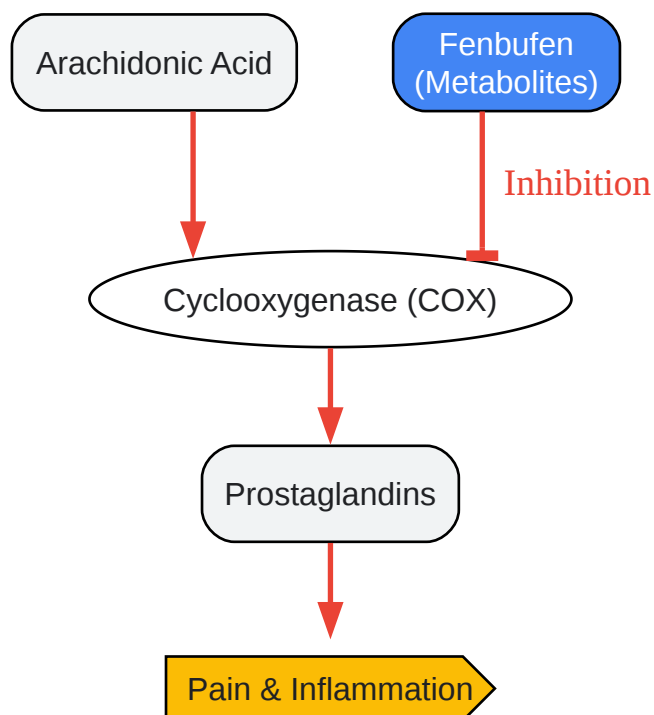 Arachidonic Acid
Fenbufen
(Metabolites)
Inhibition
Cyclooxygenase (COX)
Prostaglandins
Pain & Inflammation